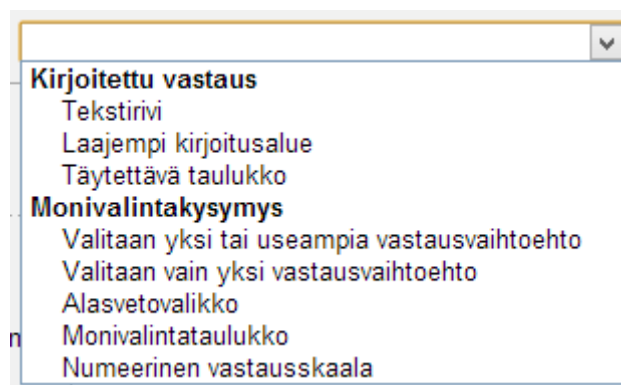 Kirjoitettu vastaus
Tekstirivi
Laajempi kirjoitusalue
Täytettävä taulukko
Monivalintakysymys
Valitaan yksi tai useampia vastausvaihtoehto
Valitaan vain yksi vastausvaihtoehto
Alasvetovalikko
Monivalintataulukko
Numeerinen vastausskaala